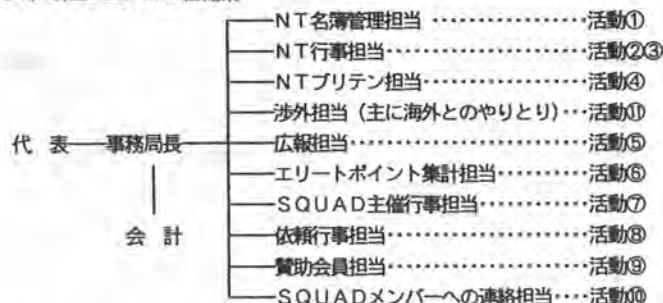 NT名簿管理担当 ･････････････････活動①
NT行事担当･･････････････････････活動②③
NTブリテン担当･･････････････････活動④
渉外担当（主に海外とのやりとり）･･･活動⑪
代 表 事務局長 広報担当･････････････････････････活動⑤
エリートポイント集計担当･･････････活動⑥
SQUAD主催行事担当･･････････････活動⑦
会 計 依頼行事担当･････････････････････活動⑧
賛助会員担当･････････････････････活動⑨
SQUADメンバーへの連絡担当････活動⑩